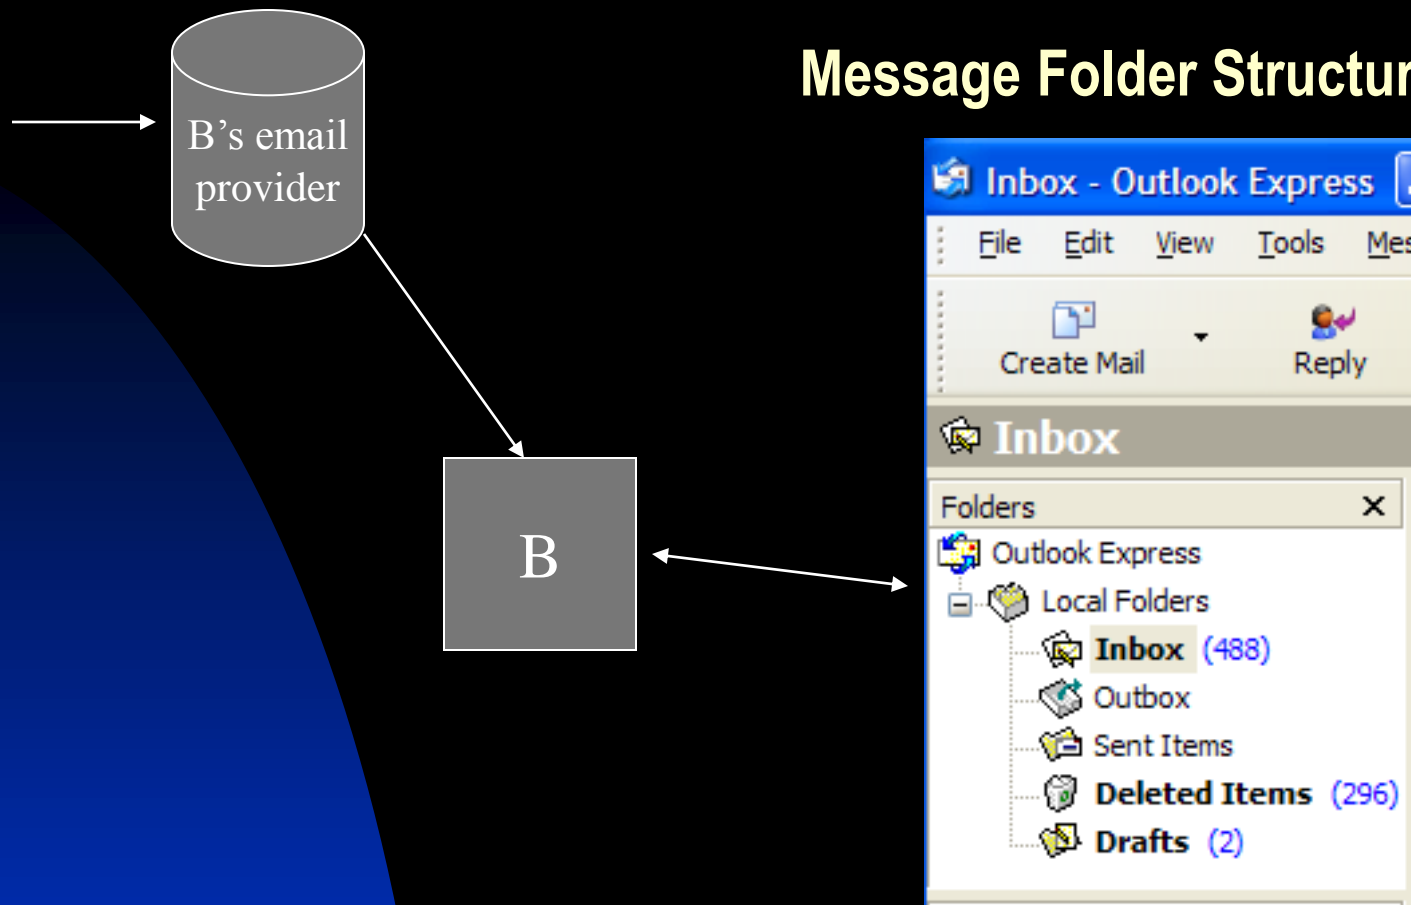 Message Folder Structur
B’s email
provider
Inbox - Outlook Express
File Edit View Tools Mes
Create Mail Reply
Inbox
Folders
Outlook Express
Local Folders
Inbox (488)
Outbox
Sent Items
Deleted Items (296)
Drafts (2)
B